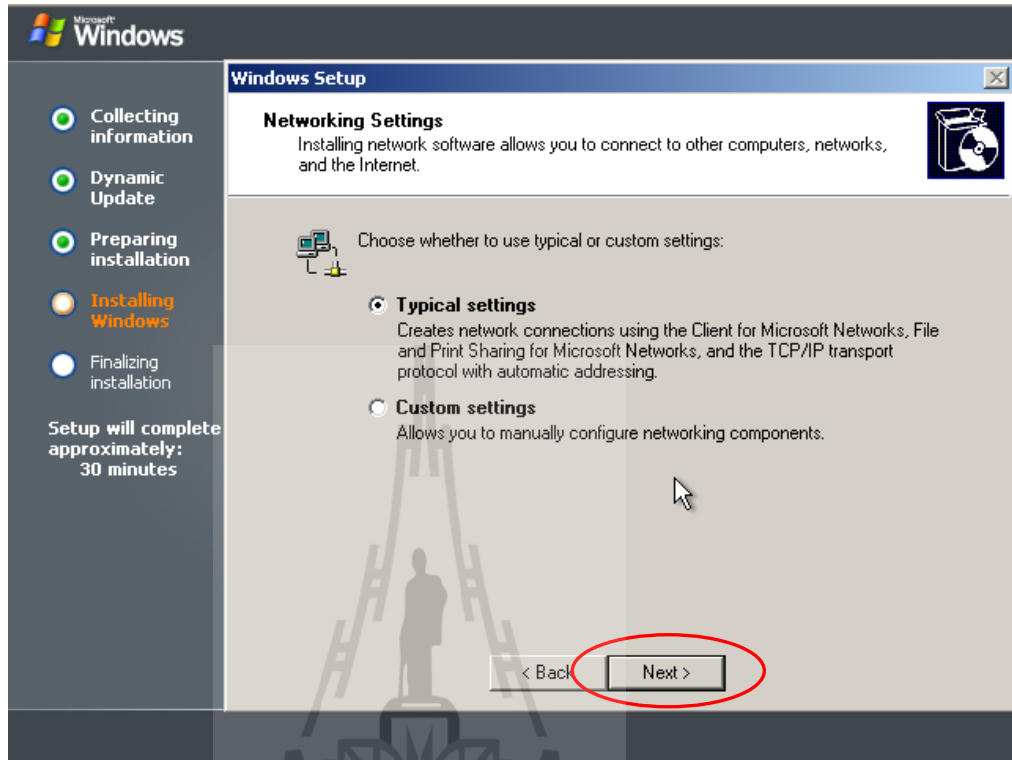 Microsoft
Windows
Windows Setup
Collecting
information
Dynamic
Update
Preparing
installation
Installing
Windows
Finalizing
installation
Setup will complete
approximately:
30 minutes
Networking Settings
Installing network software allows you to connect to other computers, networks,
and the Internet.
Choose whether to use typical or custom settings:
Typical settings
Creates network connections using the Client for Microsoft Networks, File
and Print Sharing for Microsoft Networks, and the TCP/IP transport
protocol with automatic addressing.
Custom settings
Allows you to manually configure networking components.
< Back Next >